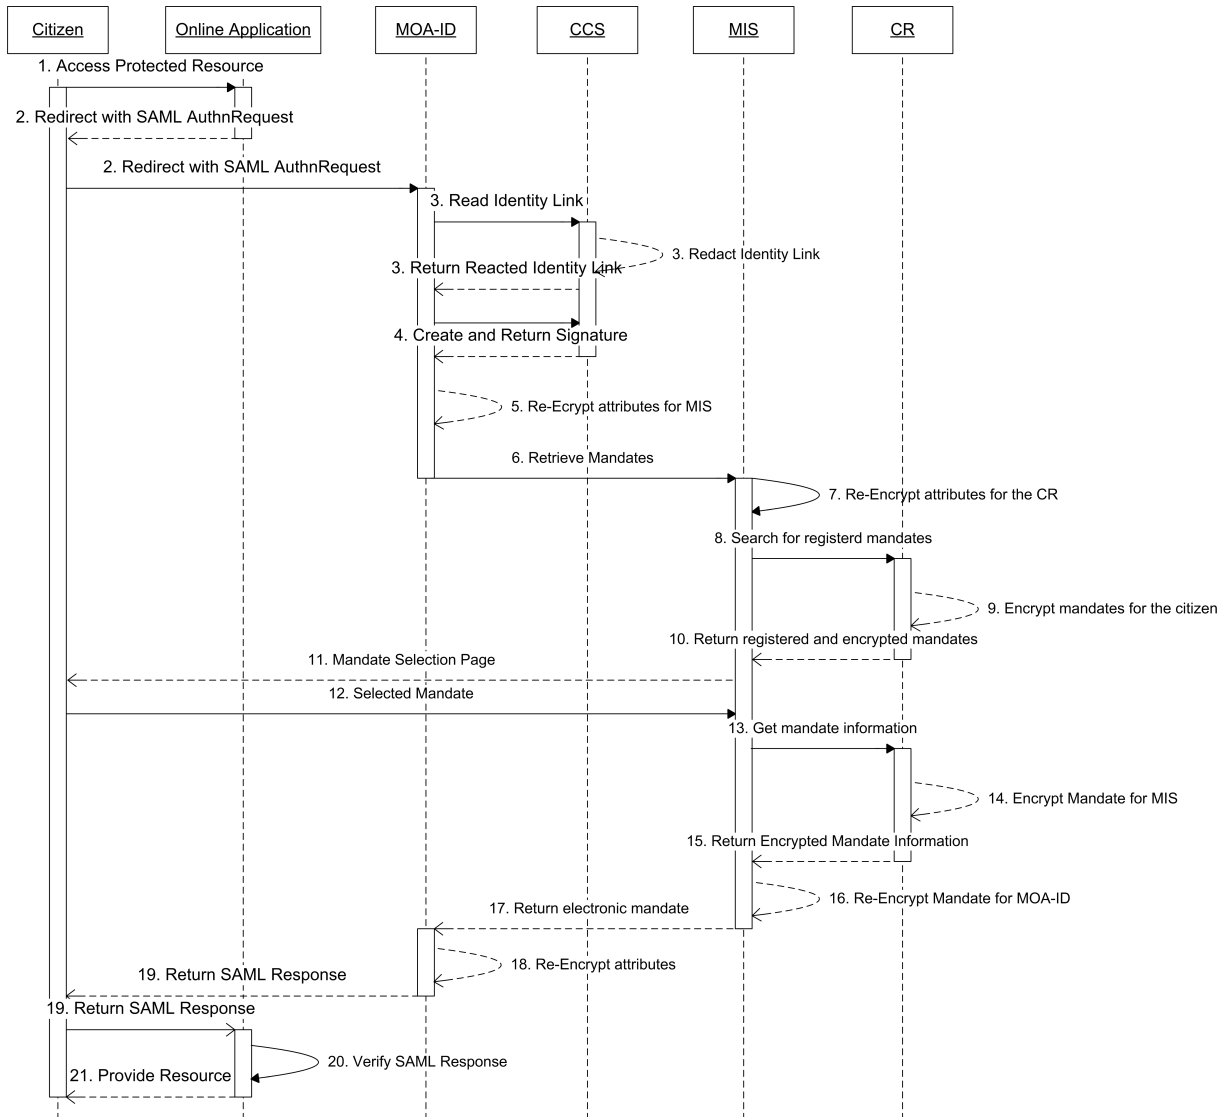 Citizen
Online Application
MOA-ID
CCS
MIS
CR
1. Access Protected Resource
2. Redirect with SAML AuthnRequest
2. Redirect with SAML AuthnRequest
3. Read Identity Link
3. Redact Identity Link
3. Return Reacted Identity Link
4. Create and Return Signature
5. Re-Ecrypt attributes for MIS
6. Retrieve Mandates
7. Re-Encrypt attributes for the CR
8. Search for registerd mandates
9. Encrypt mandates for the citizen
10. Return registered and encrypted mandates
11. Mandate Selection Page
12. Selected Mandate
13. Get mandate information
14. Encrypt Mandate for MIS
15. Return Encrypted Mandate Information
16. Re-Encrypt Mandate for MOA-ID
17. Return electronic mandate
18. Re-Encrypt attributes
19. Return SAML Response
19. Return SAML Response
20. Verify SAML Response
21. Provide Resource